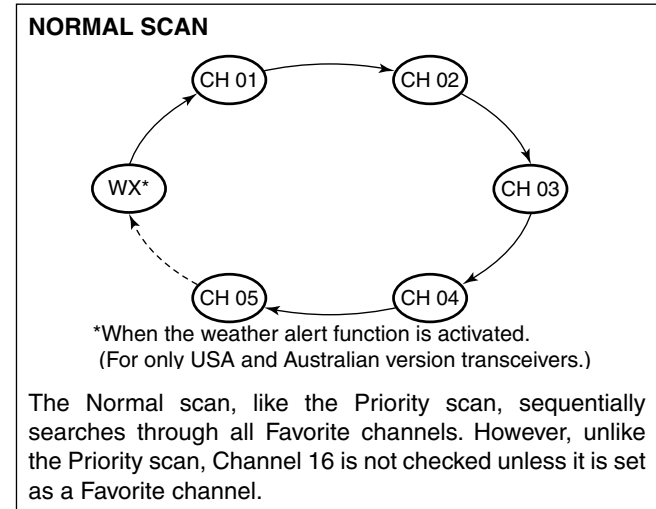 NORMAL SCAN
CH 01
CH 02
WX*
CH 03
CH 05
CH 04
*When the weather alert function is activated.
(For only USA and Australian version transceivers.)
The Normal scan, like the Priority scan, sequentially
searches through all Favorite channels. However, unlike
the Priority scan, Channel 16 is not checked unless it is set
as a Favorite channel.